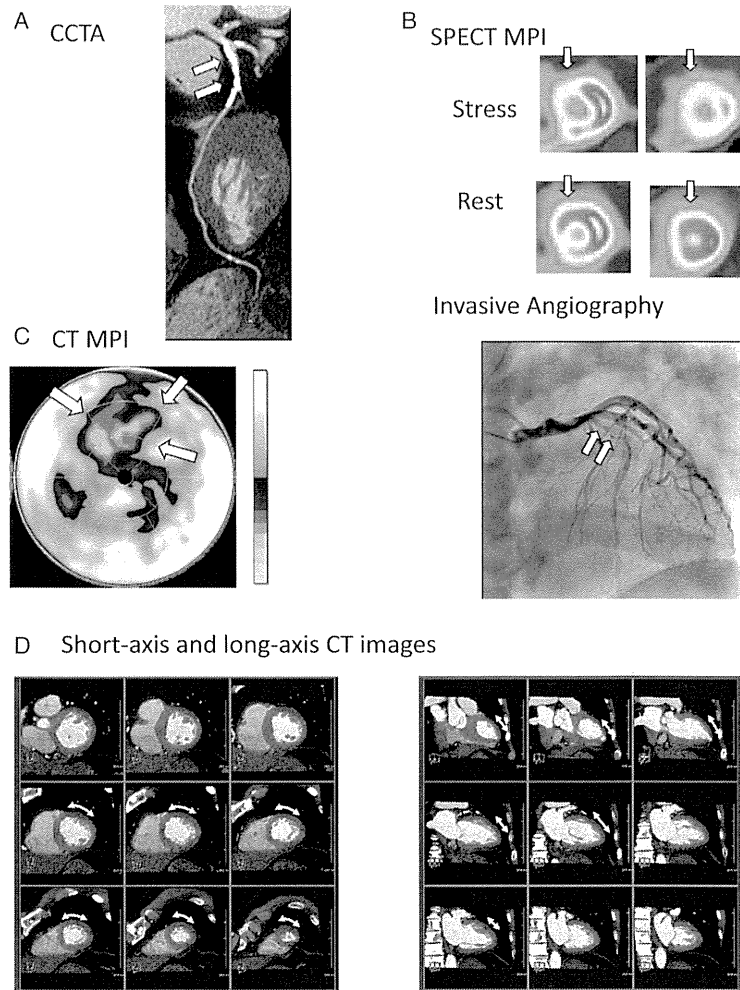 A CCTA
B SPECT MPI
Stress
Rest
Invasive Angiography
C CT MPI
D Short-axis and long-axis CT images